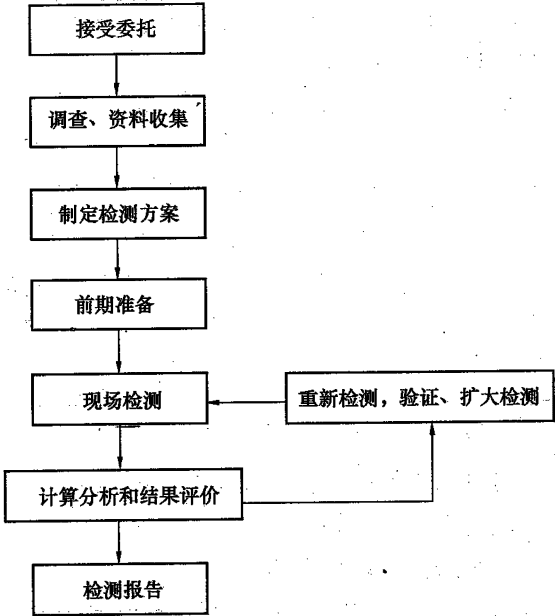 接受委托
调查、资料收集
制定检测方案
前期准备
现场检测
重新检测，验证、扩大检测
计算分析和结果评价
检测报告